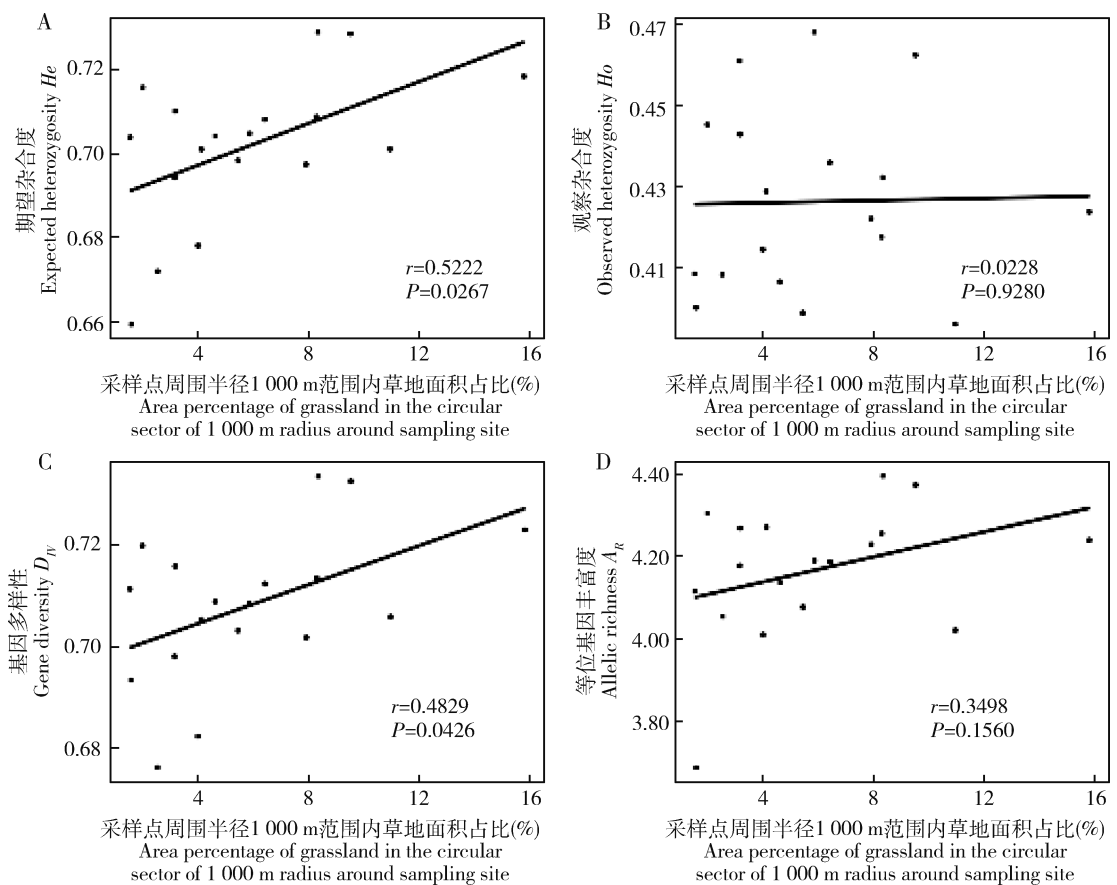 A
期望杂合度
Expected heterozygosity He
0.72
0.70
0.68
0.66
r=0.5222
P=0.0267
4
8
12
16
采样点周围半径1 000 m范围内草地面积占比(%)
Area percentage of grassland in the circular
sector of 1 000 m radius around sampling site
B
观察杂合度
Observed heterozygosity Ho
0.47
0.45
0.43
0.41
r=0.0228
P=0.9280
4
8
12
16
采样点周围半径1 000 m范围内草地面积占比(%)
Area percentage of grassland in the circular
sector of 1 000 m radius around sampling site
C
基因多样性
Gene diversity D_IV
0.72
0.70
0.68
r=0.4829
P=0.0426
4
8
12
16
采样点周围半径1 000 m范围内草地面积占比(%)
Area percentage of grassland in the circular
sector of 1 000 m radius around sampling site
D
等位基因丰富度
Allelic richness A_R
4.40
4.20
4.00
3.80
r=0.3498
P=0.1560
4
8
12
16
采样点周围半径1 000 m范围内草地面积占比(%)
Area percentage of grassland in the circular
sector of 1 000 m radius around sampling site